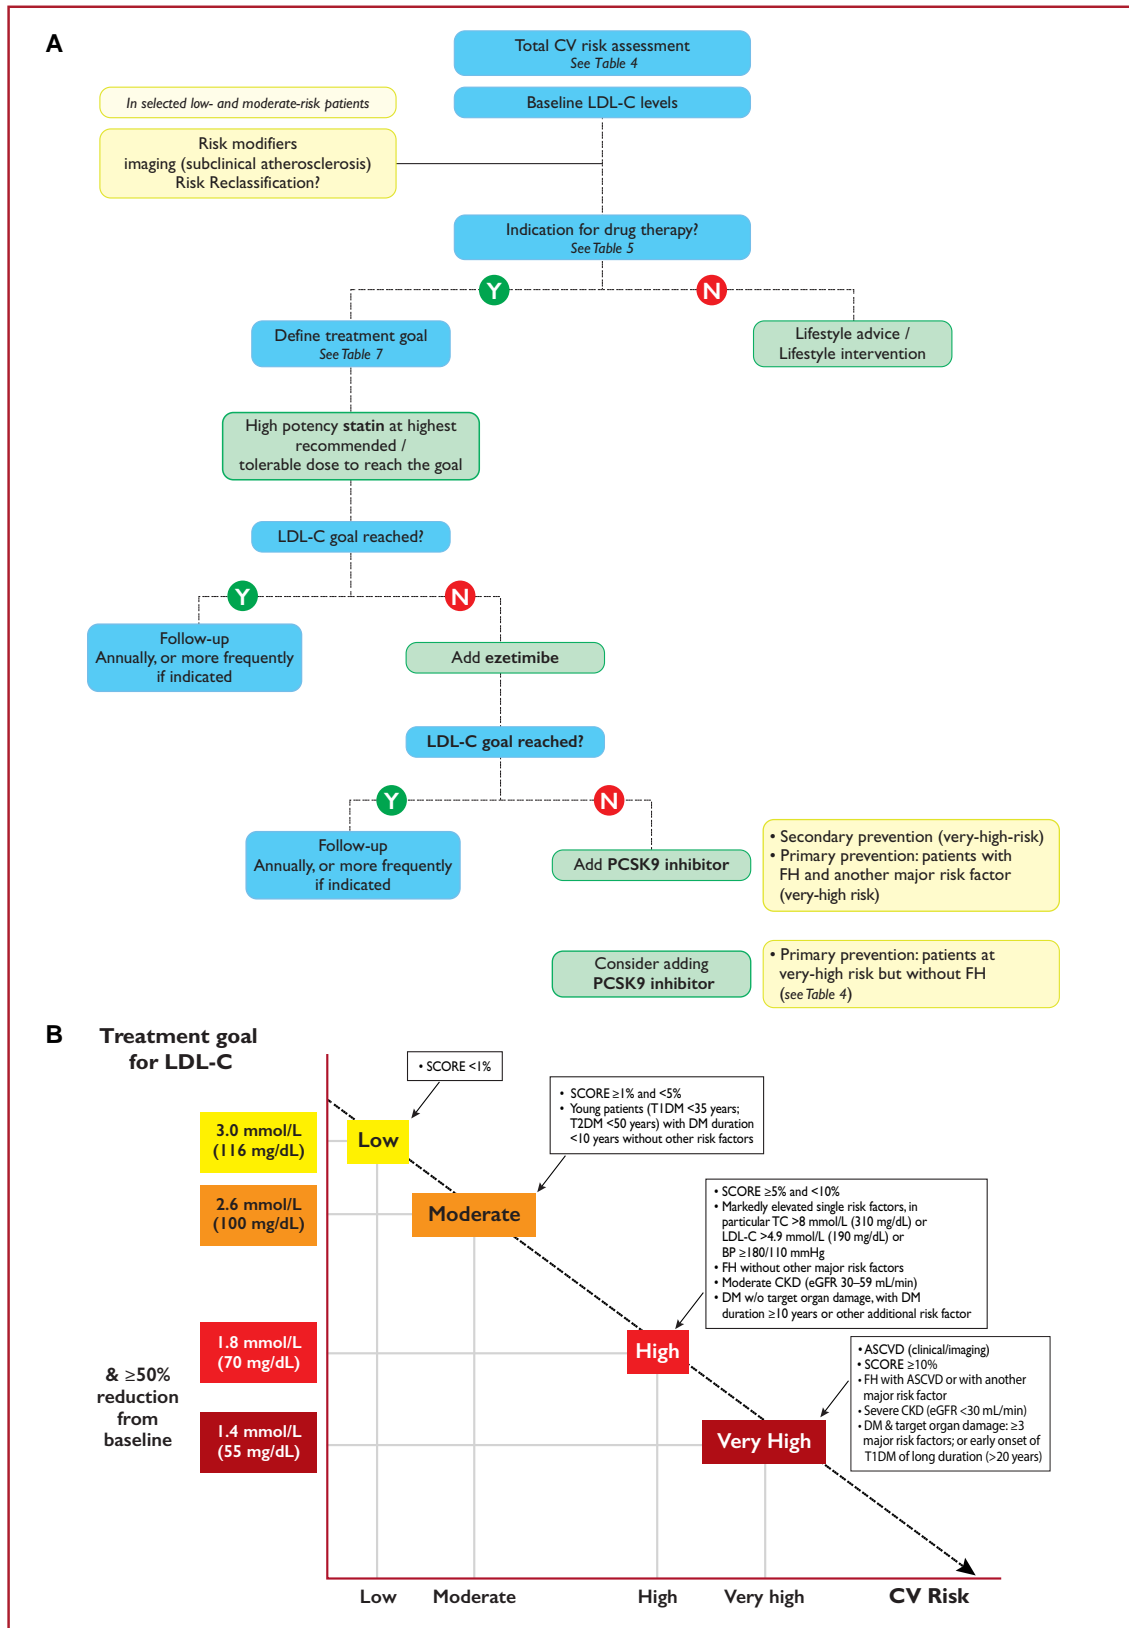 A
Total CV risk assessment
See Table 4
In selected low- and moderate-risk patients
Baseline LDL-C levels
Risk modifiers
imaging (subclinical atherosclerosis)
Risk Reclassification?
Indication for drug therapy?
See Table 5
Y
N
Define treatment goal
See Table 7
Lifestyle advice /
Lifestyle intervention
High potency statin at highest
recommended /
tolerable dose to reach the goal
LDL-C goal reached?
Y
N
Follow-up
Annually, or more frequently
if indicated
Add ezetimibe
LDL-C goal reached?
Y
N
Follow-up
Annually, or more frequently
if indicated
Add PCSK9 inhibitor
• Secondary prevention (very-high-risk)
• Primary prevention: patients with
FH and another major risk factor
(very-high risk)
Consider adding
PCSK9 inhibitor
• Primary prevention: patients at
very-high risk but without FH
(see Table 4)
B
Treatment goal
for LDL-C
• SCORE <1%
• SCORE ≥1% and <5%
• Young patients (T1DM <35 years;
T2DM <50 years) with DM duration
<10 years without other risk factors
3.0 mmol/L
(116 mg/dL)
Low
2.6 mmol/L
(100 mg/dL)
Moderate
• SCORE ≥5% and <10%
• Markedly elevated single risk factors, in
particular TC >8 mmol/L (310 mg/dL) or
LDL-C >4.9 mmol/L (190 mg/dL) or
BP ≥180/110 mmHg
• FH without other major risk factors
• Moderate CKD (eGFR 30–59 mL/min)
• DM w/o target organ damage, with DM
duration ≥10 years or other additional risk factor
1.8 mmol/L
(70 mg/dL)
High
& ≥50%
reduction
from
baseline
• ASCVD (clinical/imaging)
• SCORE ≥10%
• FH with ASCVD or with another
major risk factor
• Severe CKD (eGFR <30 mL/min)
• DM & target organ damage: ≥3
major risk factors; or early onset of
T1DM of long duration (>20 years)
1.4 mmol/L
(55 mg/dL)
Very High
Low
Moderate
High
Very high
CV Risk